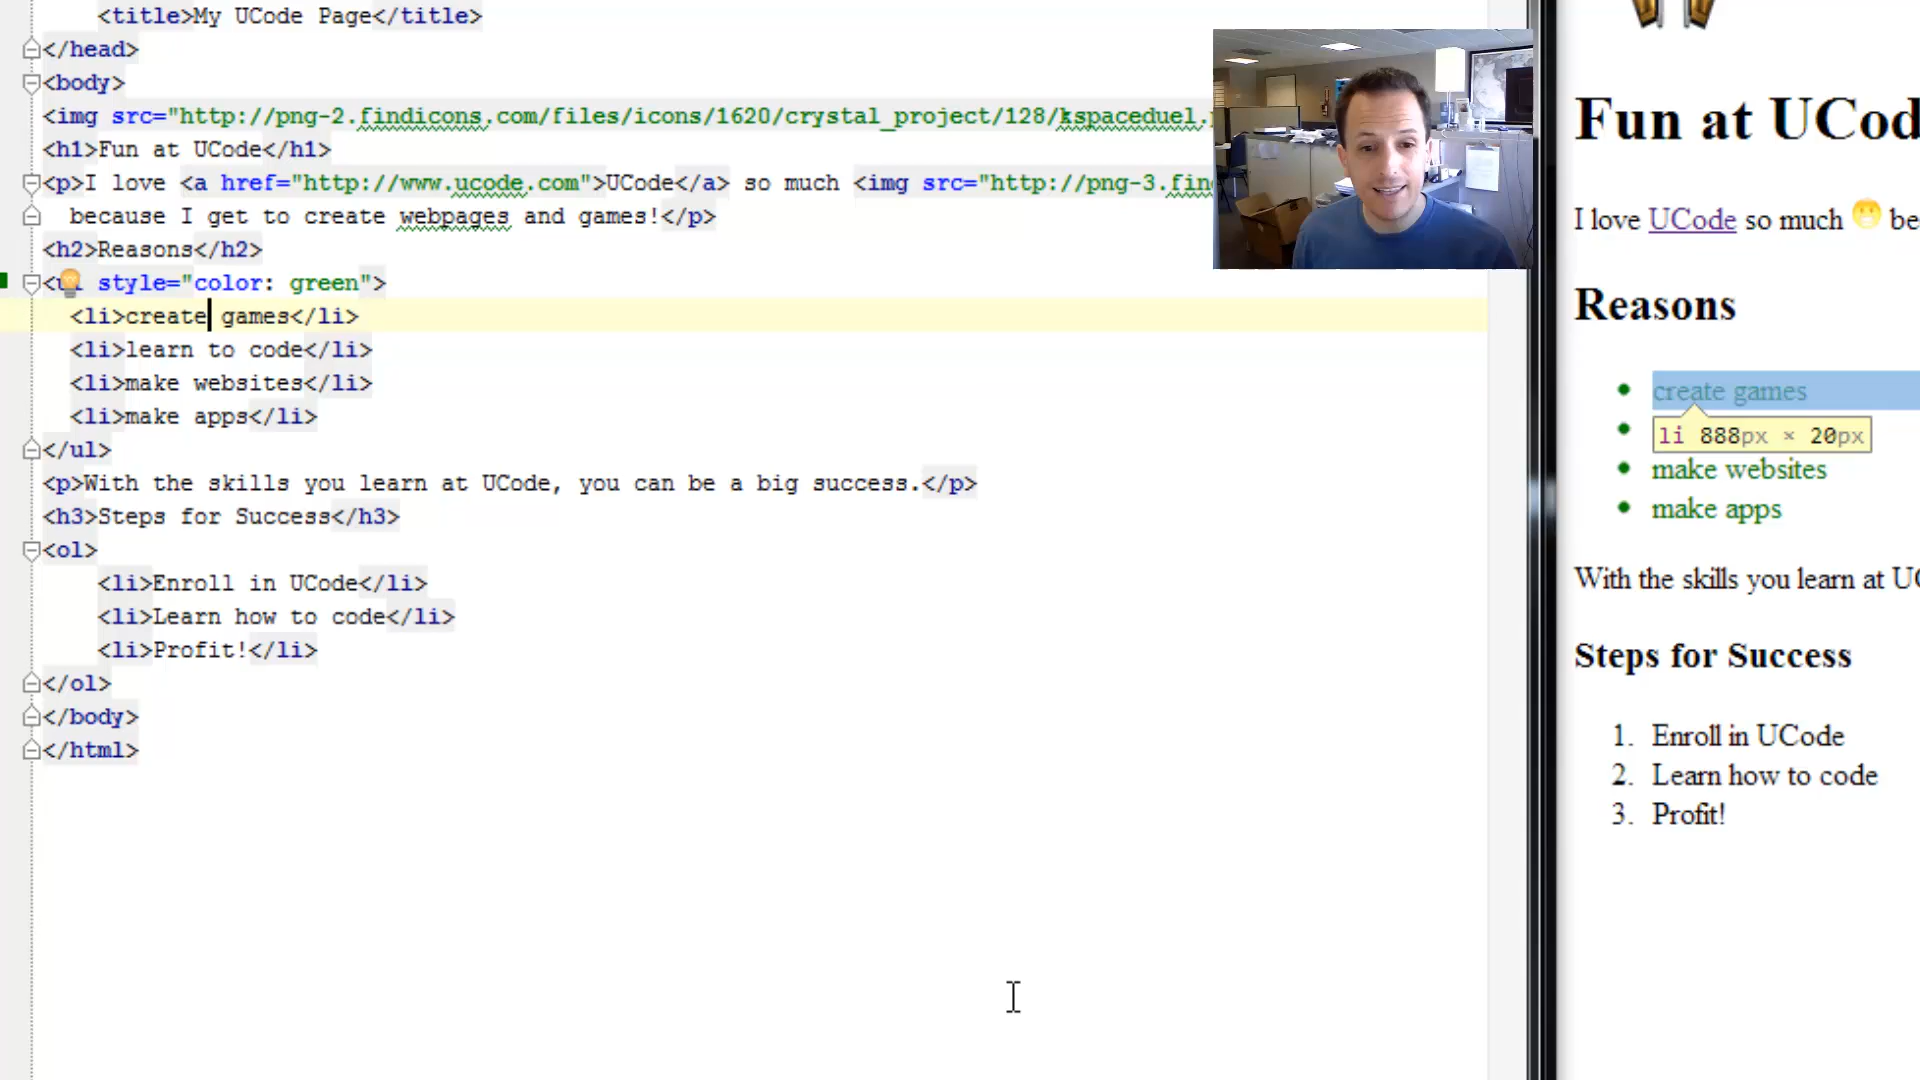 <title>My UCode Page</title>
</head>
<body>
<img src="http://png-2.findicons.com/files/icons/1620/crystal_project/128/kspaceduel.
<h1>Fun at UCode</h1>
<p>I love <a href="http://www.ucode.com">UCode</a> so much <img src="http://png-3.fin
because I get to create webpages and games!</p>
<h2>Reasons</h2>
<ul style="color: green">
<li>create games</li>
<li>learn to code</li>
<li>make websites</li>
<li>make apps</li>
</ul>
<p>With the skills you learn at UCode, you can be a big success.</p>
<h3>Steps for Success</h3>
<ol>
<li>Enroll in UCode</li>
<li>Learn how to code</li>
<li>Profit!</li>
</ol>
</body>
</html>
Fun at UCod
I love UCode so much 😁 be
Reasons
• create games
li 888px × 20px
• make websites
• make apps
With the skills you learn at UC
Steps for Success
1. Enroll in UCode
2. Learn how to code
3. Profit!